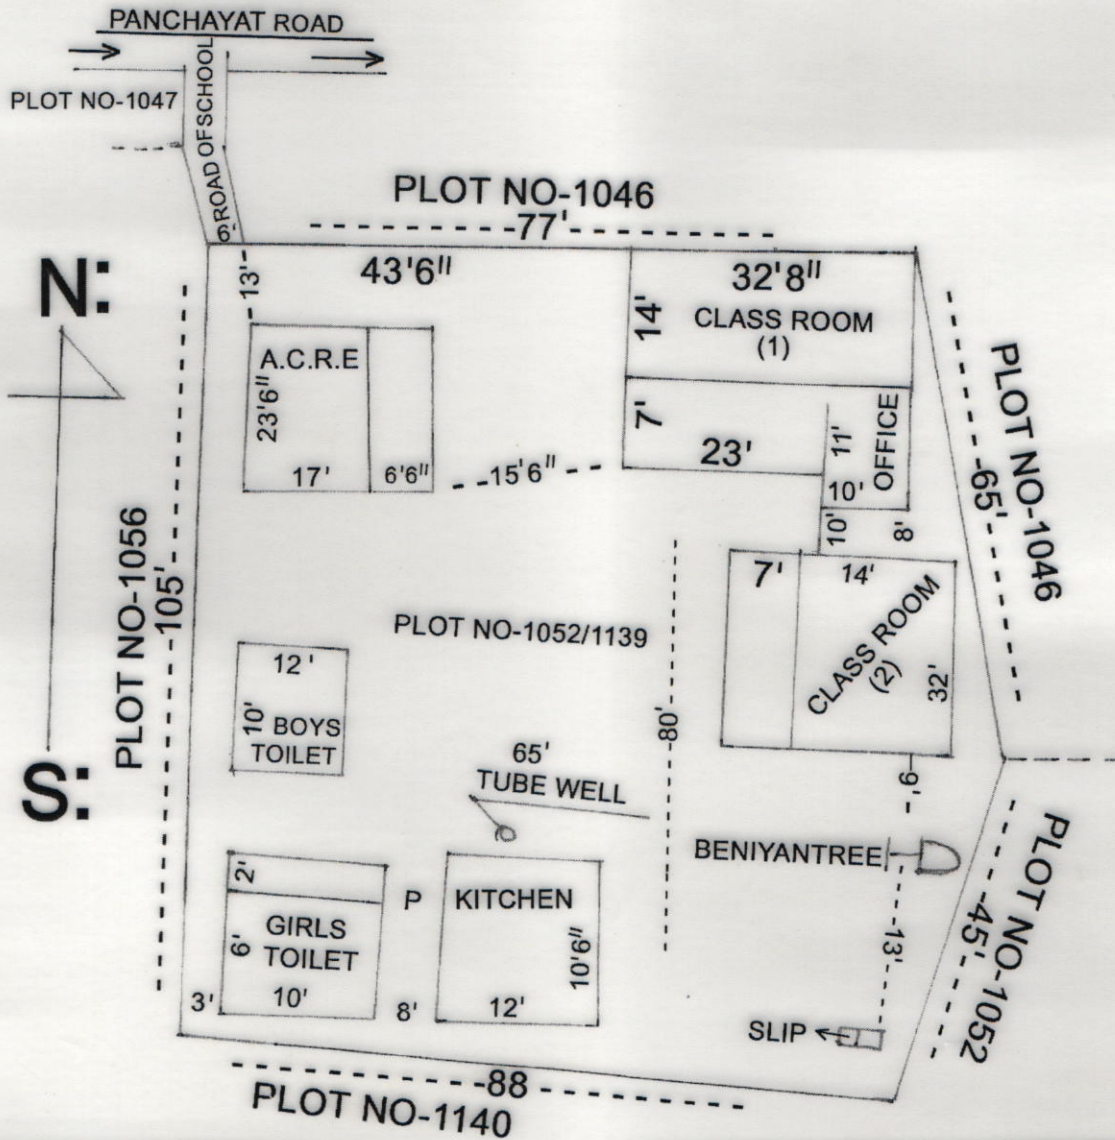 PANCHAYAT ROAD
PLOT NO-1047
ROAD OF SCHOOL
6'
PLOT NO-1046
77'
N:
13'
43'6"
32'8"
14'
CLASS ROOM
(1)
A.C.R.E
23'6"
17'
6'6"
15'6"
7'
23'
11'
10'
OFFICE
PLOT NO-1046
65'
10'
8'
PLOT NO-1056
105'
7'
14'
CLASS ROOM
(2)
32'
PLOT NO-1052/1139
80'
12'
10'
BOYS
TOILET
S:
65'
TUBE WELL
6'
BENIYANTREE
PLOT NO-1052
45'
2'
GIRLS
TOILET
6'
10'
P
KITCHEN
10'6"
12'
13'
3'
8'
SLIP
88
PLOT NO-1140